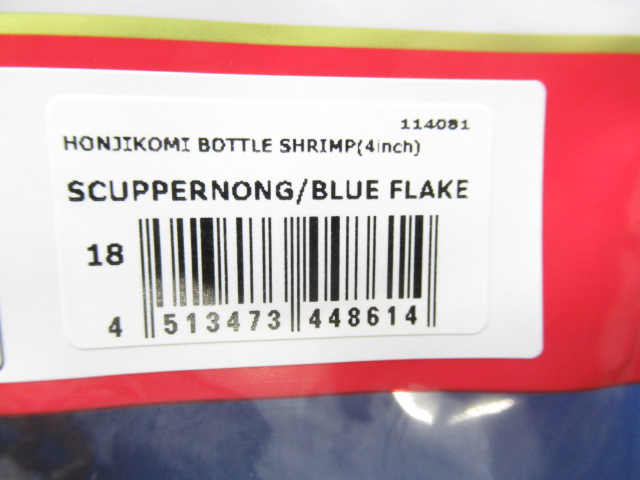 114081
HONJIKOMI BOTTLE SHRIMP(4inch)
SCUPPERNONG/BLUE FLAKE
18
4 513473 448614